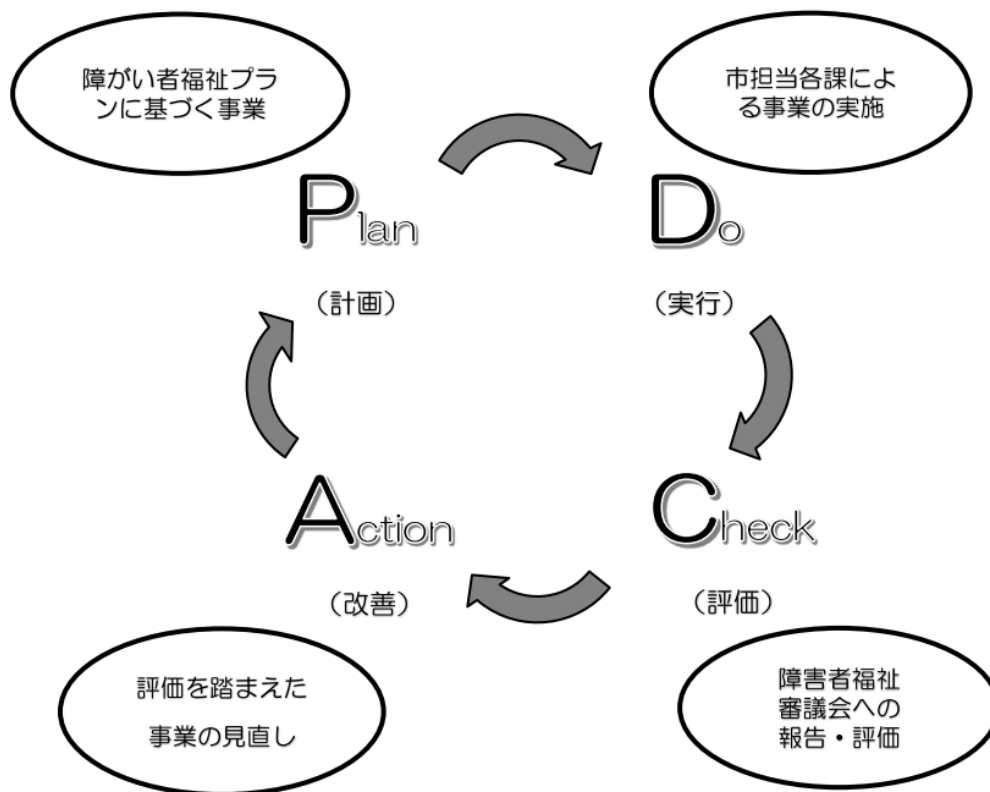 障がい者福祉プラ
ンに基づく事業
市担当各課によ
る事業の実施
Plan
(計画)
Do
(実行)
Action
(改善)
Check
(評価)
評価を踏まえた
事業の見直し
障害者福祉
審議会への
報告・評価